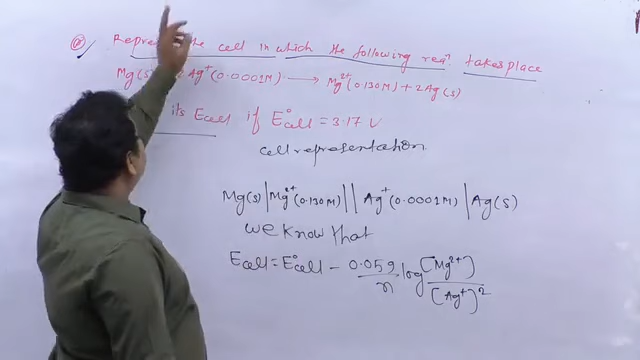 Q Represent the cell in which the following reaⁿ. takes place
Mg(s) Ag⁺(0.0001M) ⟶ Mg²⁺(0.130M) + 2Ag(s)
its Ecell if E°cell = 3.17 V
cell representation
Mg(s) | Mg²⁺(0.130M) || Ag⁺(0.0001M) | Ag(s)
we know that
Ecell = E°cell - 0.059/n log [Mg²⁺]/[Ag⁺]²